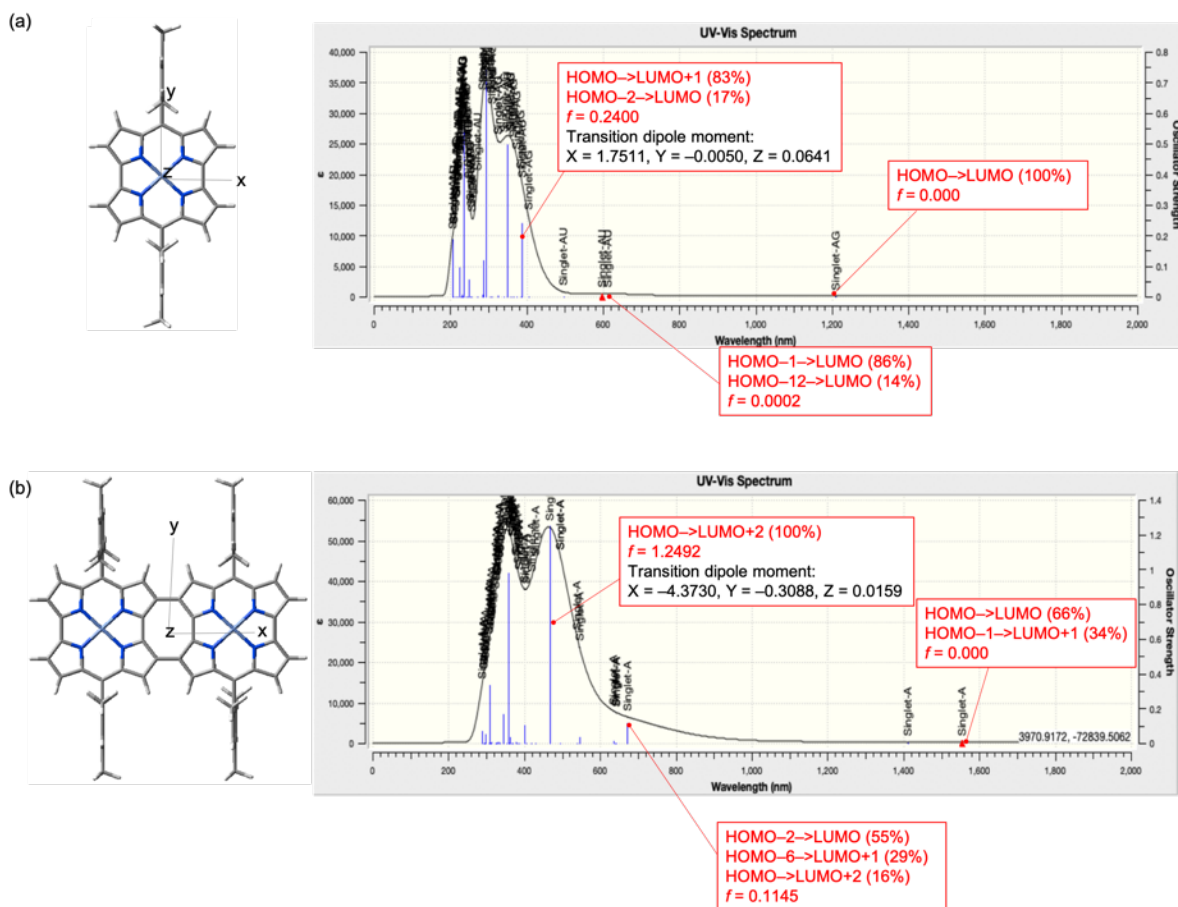 (a)
y
z
x
UV-Vis Spectrum
40,000
35,000
30,000
25,000
20,000
15,000
10,000
5,000
0
ε
0.8
0.7
0.6
0.5
0.4
0.3
0.2
0.1
0
Oscillator Strength
HOMO–>LUMO+1 (83%)
HOMO–2–>LUMO (17%)
f = 0.2400
Transition dipole moment:
X = 1.7511, Y = –0.0050, Z = 0.0641
HOMO–>LUMO (100%)
f = 0.000
Singlet-AG
Singlet-AU
Singlet-AU
Singlet-AU
Singlet-AG
0
200
400
600
800
1,000
1,200
1,400
1,600
1,800
2,000
Wavelength (nm)
HOMO–1–>LUMO (86%)
HOMO–12–>LUMO (14%)
f = 0.0002
(b)
y
z
x
UV-Vis Spectrum
60,000
50,000
40,000
30,000
20,000
10,000
0
ε
1.4
1.2
1
0.8
0.6
0.4
0.2
0
Oscillator Strength
HOMO–>LUMO+2 (100%)
f = 1.2492
Transition dipole moment:
X = –4.3730, Y = –0.3088, Z = 0.0159
HOMO–>LUMO (66%)
HOMO–1–>LUMO+1 (34%)
f = 0.000
Singlet-A
Singlet-A
Singlet-A
Singlet-A
3970.9172, -72839.5062
0
200
400
600
800
1,000
1,200
1,400
1,600
1,800
2,000
Wavelength (nm)
HOMO–2–>LUMO (55%)
HOMO–6–>LUMO+1 (29%)
HOMO–>LUMO+2 (16%)
f = 0.1145